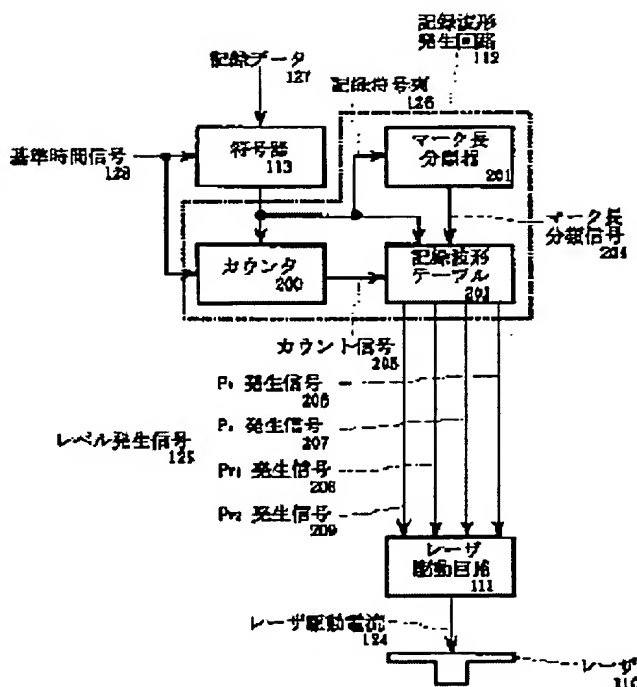 記録波形
発生回路
112
記録データ
127
記録符号列
126
基準時間信号
128
符号器
113
マーク長
分類器
201
マーク長
分類信号
204
カウンタ
200
記録波形
テーブル
カウント信号
205
発生信号
206
発生信号
207
発生信号
208
発生信号
209
レベル発生信号
125
レーザ
駆動回路
111
レーザ駆動電流
124
レーザ
110